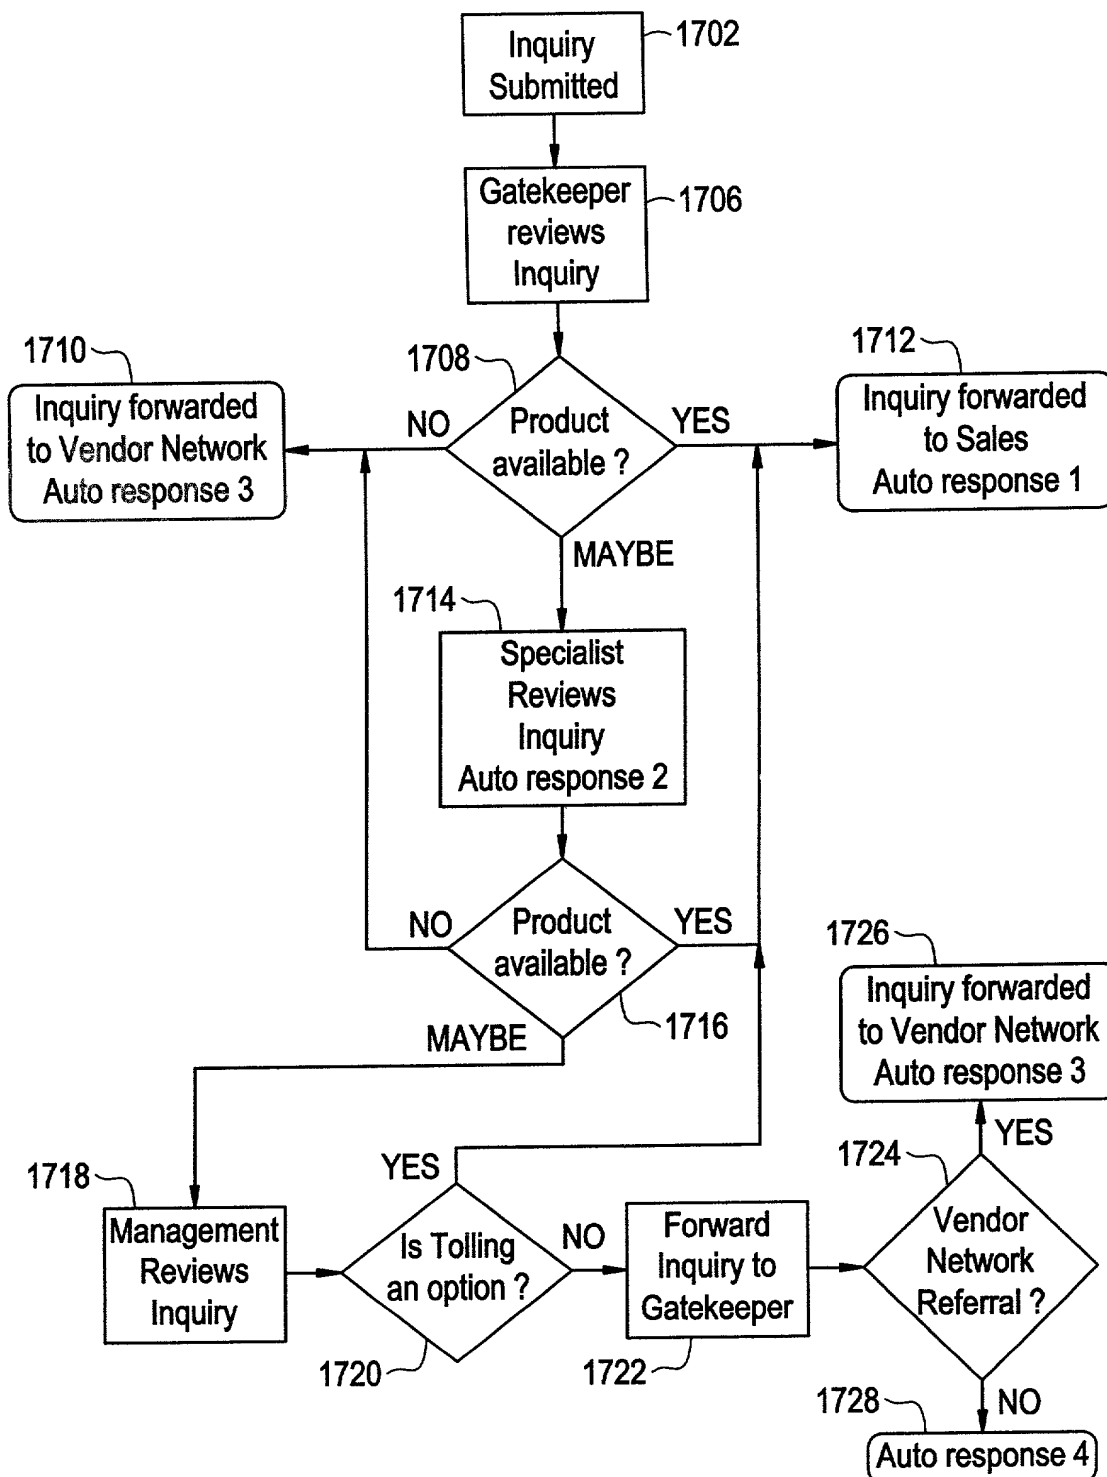 Inquiry
Submitted
1702
Gatekeeper
reviews
Inquiry
1706
1710
1708
1712
Inquiry forwarded
to Vendor Network
Auto response 3
NO
Product
available ?
YES
Inquiry forwarded
to Sales
Auto response 1
MAYBE
1714
Specialist
Reviews
Inquiry
Auto response 2
NO
Product
available ?
YES
1716
MAYBE
1726
Inquiry forwarded
to Vendor Network
Auto response 3
YES
1718
Management
Reviews
Inquiry
YES
Is Tolling
an option ?
1720
NO
Forward
Inquiry to
Gatekeeper
1722
1724
Vendor
Network
Referral ?
NO
1728
Auto response 4